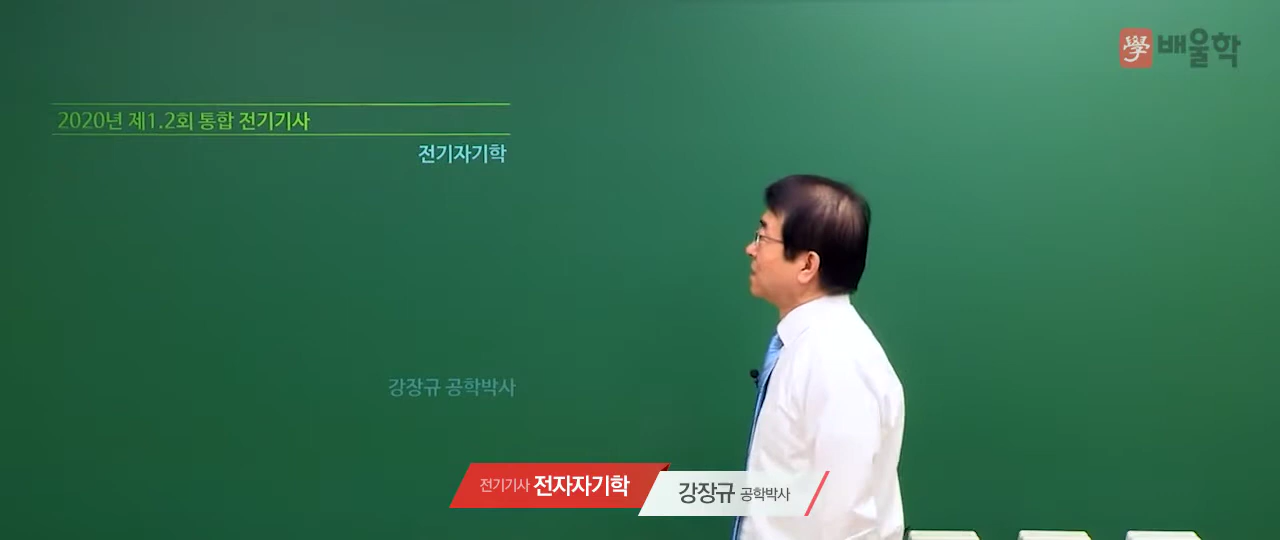 學 배울학
2020년 제1.2회 통합 전기기사
전기자기학
강장규 공학박사
전기기사 전자자기학
강장규 공학박사